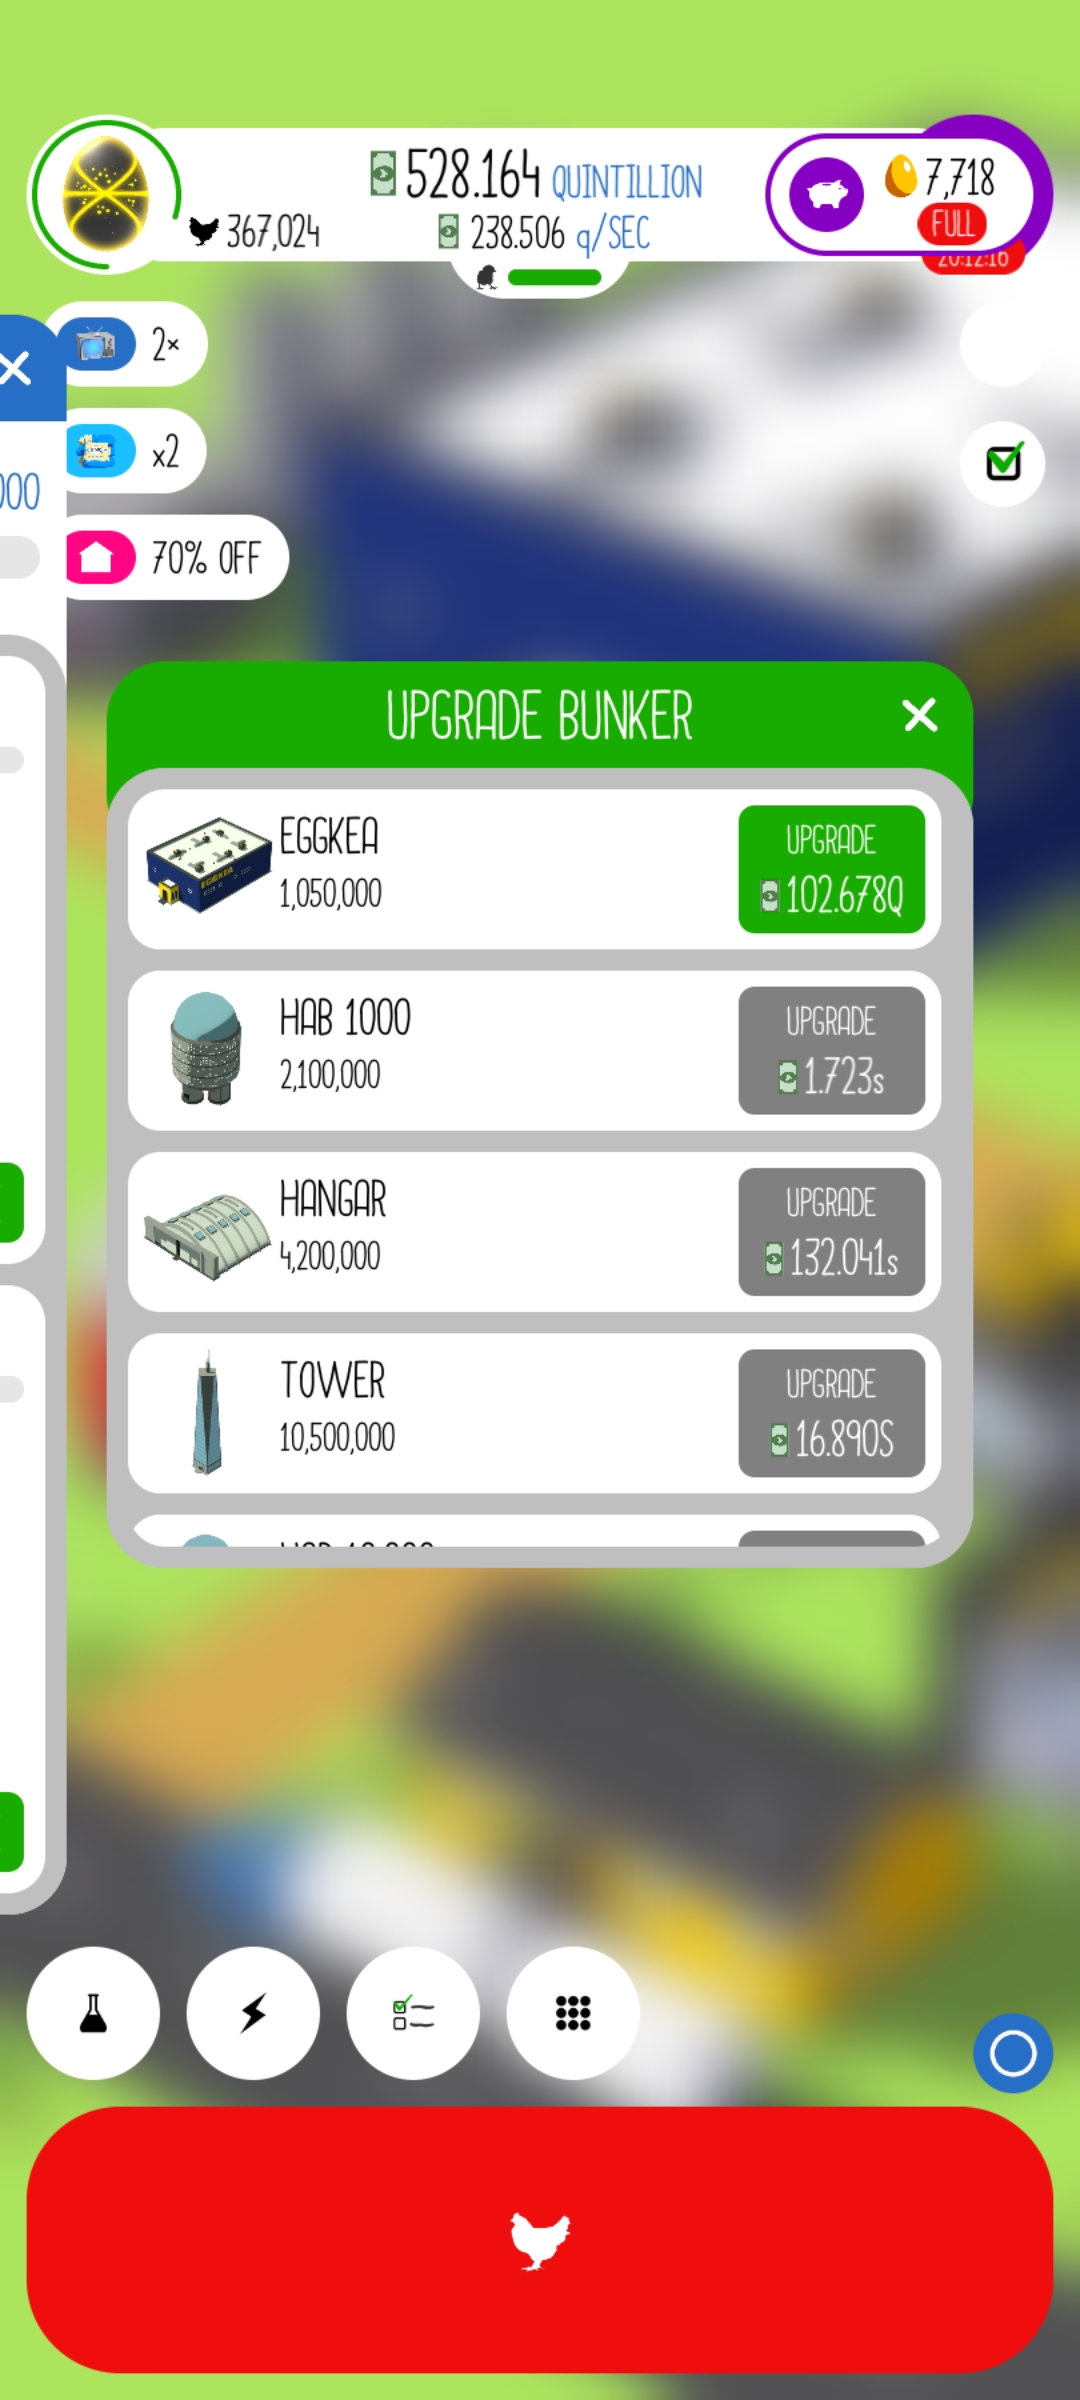 528.164 QUINTILLION
7,718
367,024
238.506 q/SEC
FULL
20:12:16
2×
x2
000
70% OFF
UPGRADE BUNKER
EGGKEA
1,050,000
UPGRADE
102.678Q
HAB 1000
2,100,000
UPGRADE
1.723s
HANGAR
4,200,000
UPGRADE
132.041s
TOWER
10,500,000
UPGRADE
16.890S